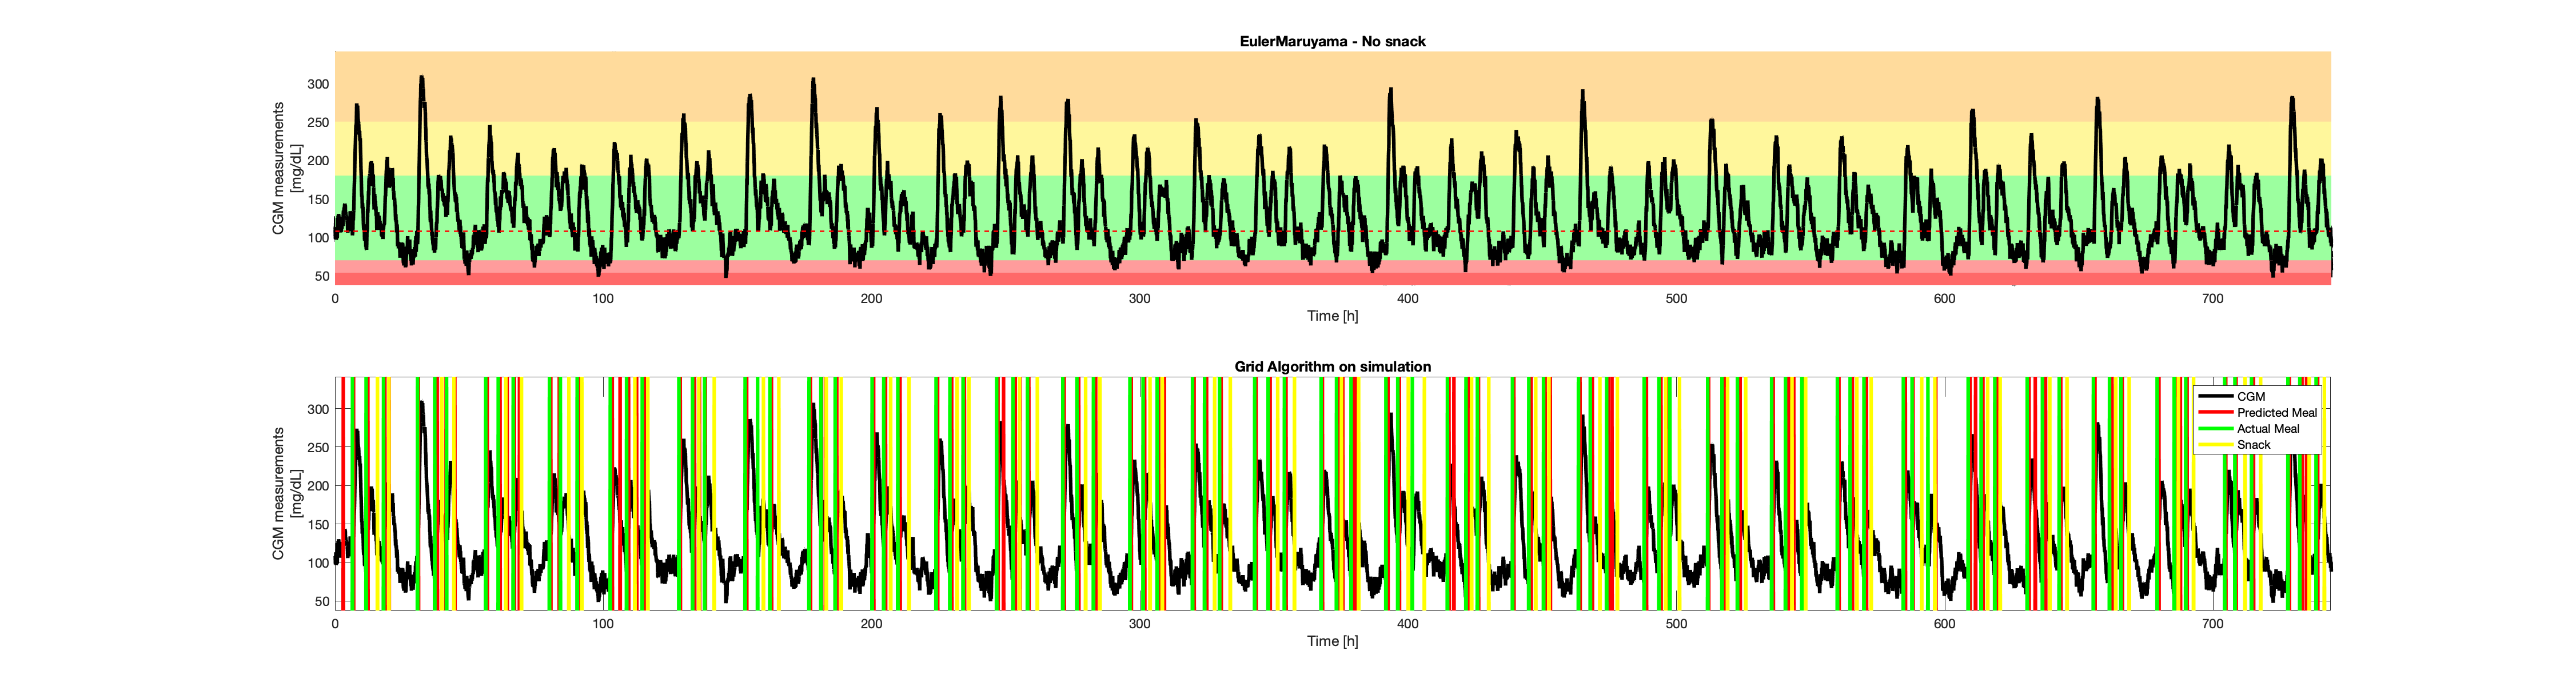 EulerMaruyama - No snack
CGM measurements
[mg/dL]
300
250
200
150
100
50
0 100 200 300 400 500 600 700
Time [h]
Grid Algorithm on simulation
CGM measurements
[mg/dL]
300
250
200
150
100
50
CGM
Predicted Meal
Actual Meal
Snack
0 100 200 300 400 500 600 700
Time [h]